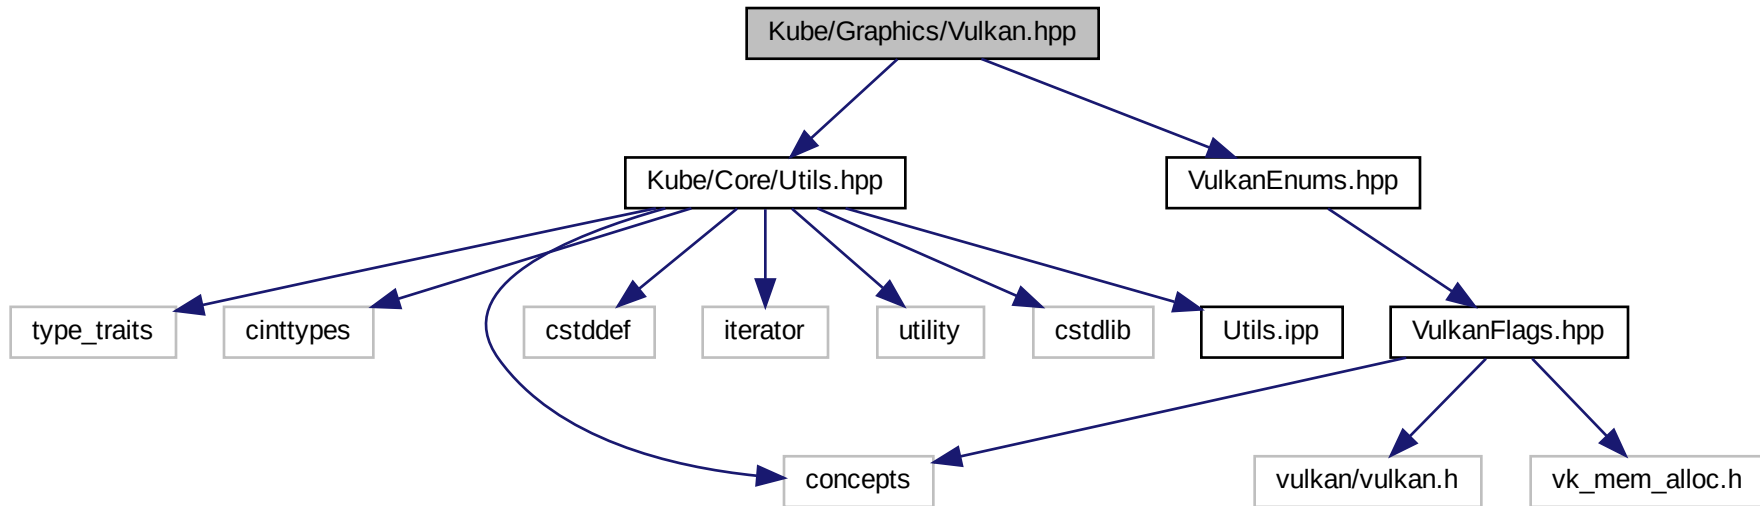 Kube/Graphics/Vulkan.hpp
Kube/Core/Utils.hpp
VulkanEnums.hpp
type_traits
cinttypes
cstddef
iterator
utility
cstdlib
Utils.ipp
VulkanFlags.hpp
concepts
vulkan/vulkan.h
vk_mem_alloc.h